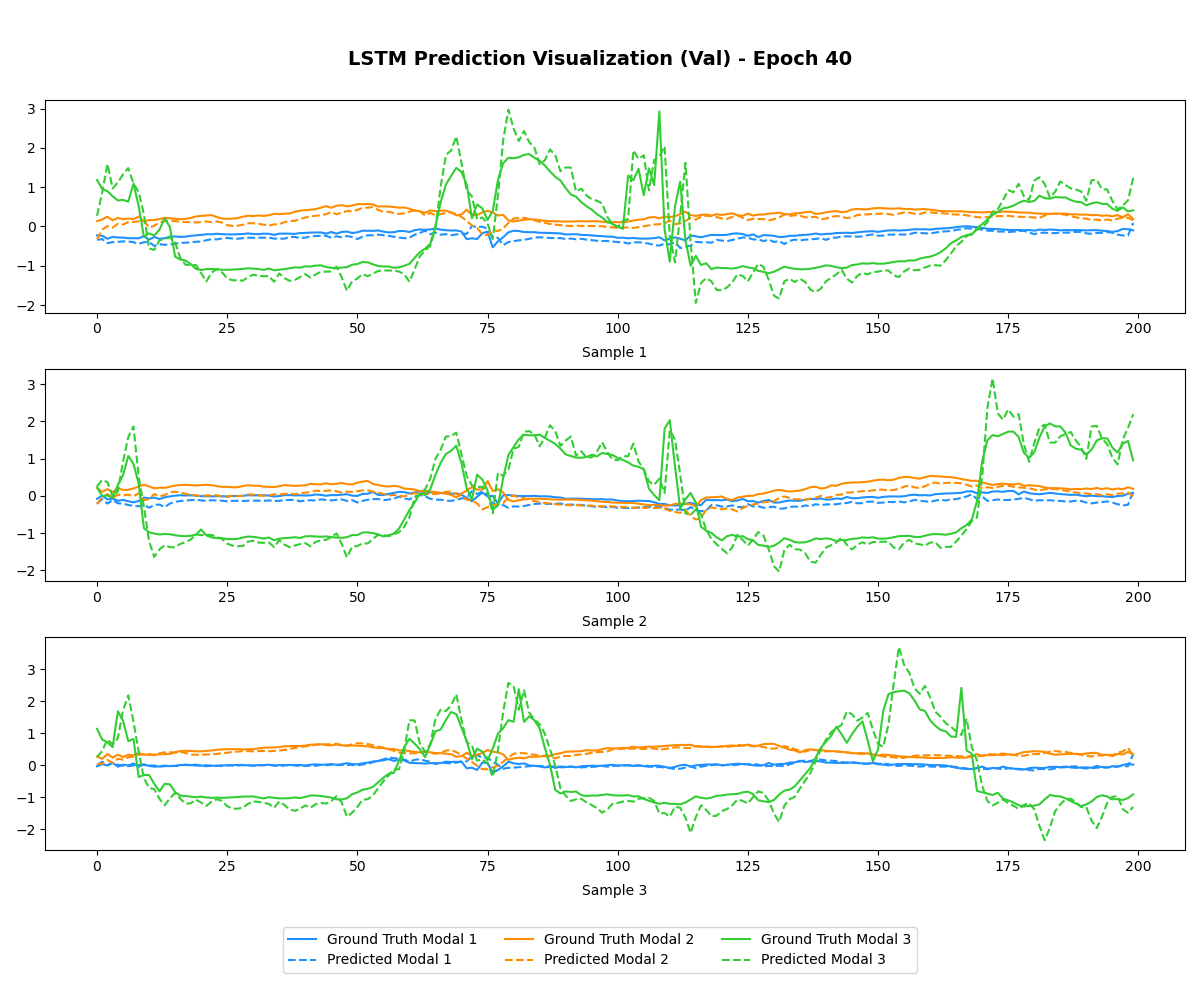 LSTM Prediction Visualization (Val) - Epoch 40
3
2
1
0
−1
−2
0 25 50 75 100 125 150 175 200
Sample 1
3
2
1
0
−1
−2
0 25 50 75 100 125 150 175 200
Sample 2
3
2
1
0
−1
−2
0 25 50 75 100 125 150 175 200
Sample 3
Ground Truth Modal 1 Ground Truth Modal 2 Ground Truth Modal 3
Predicted Modal 1 Predicted Modal 2 Predicted Modal 3